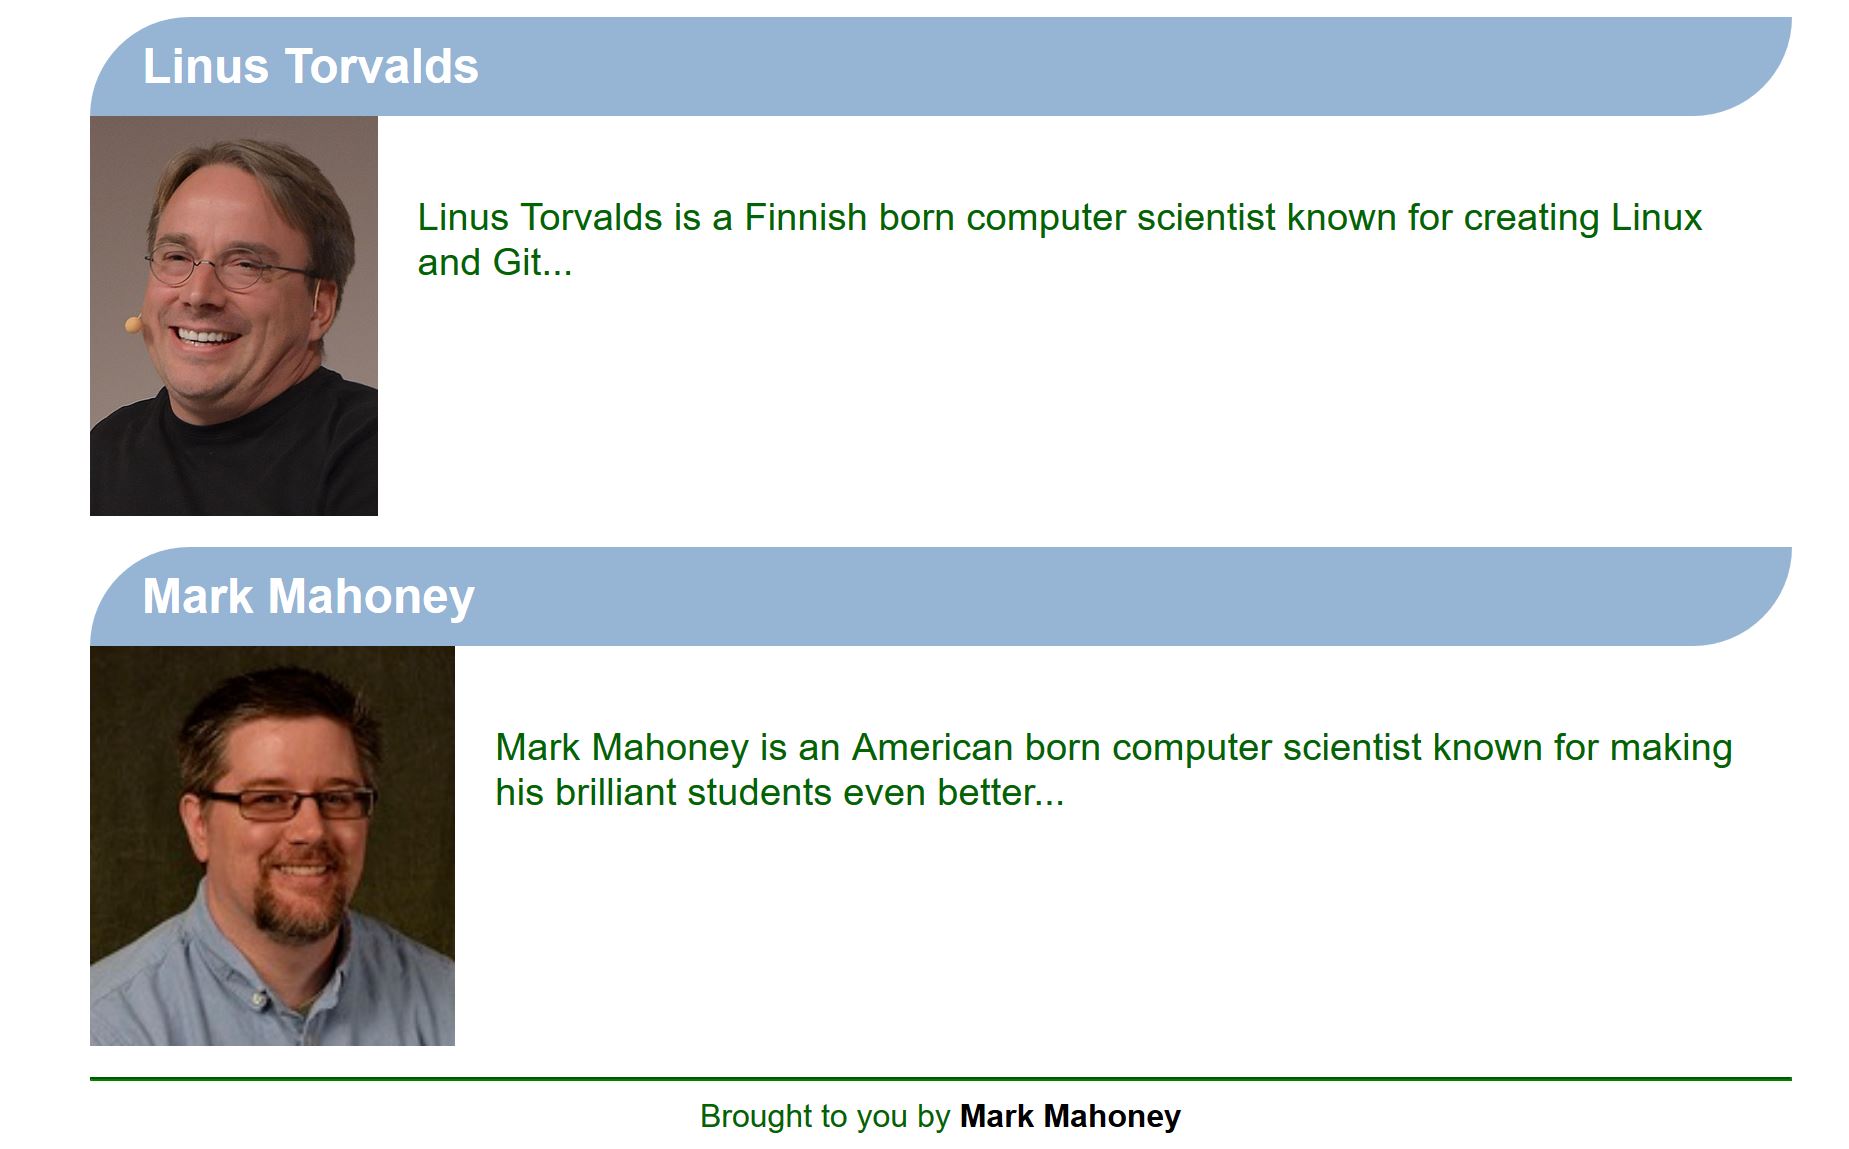 Linus Torvalds
Linus Torvalds is a Finnish born computer scientist known for creating Linux
and Git...
Mark Mahoney
Mark Mahoney is an American born computer scientist known for making
his brilliant students even better...
Brought to you by Mark Mahoney